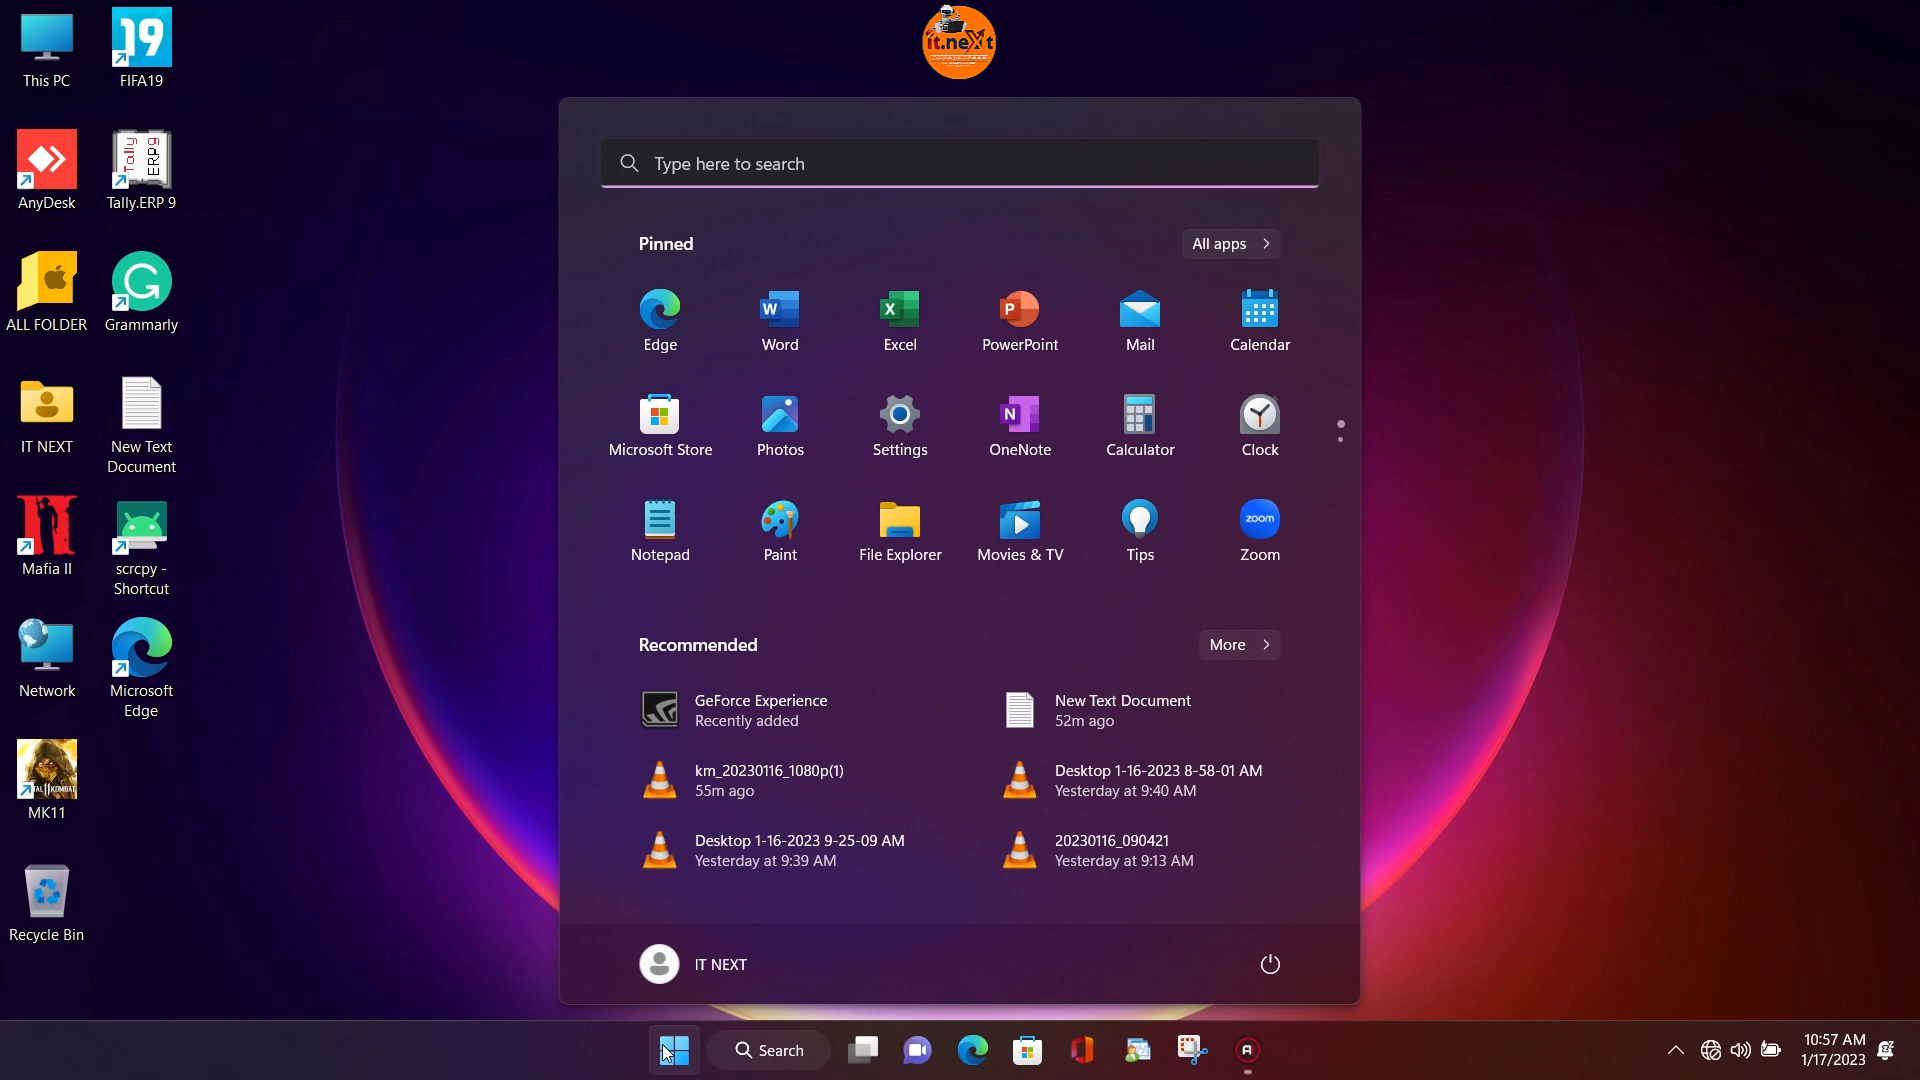 it.neXt
This PC
FIFA19
19
AnyDesk
Tally.ERP 9
Tally
ERP9
ALL FOLDER
Grammarly
IT NEXT
New Text
Document
Mafia II
scrcpy -
Shortcut
Network
Microsoft
Edge
MK11
Recycle Bin
Type here to search
Pinned
All apps
Edge
Word
Excel
PowerPoint
Mail
Calendar
Microsoft Store
Photos
Settings
OneNote
Calculator
Clock
Notepad
Paint
File Explorer
Movies & TV
Tips
zoom
Zoom
Recommended
More
GeForce Experience
Recently added
New Text Document
52m ago
km_20230116_1080p(1)
55m ago
Desktop 1-16-2023 8-58-01 AM
Yesterday at 9:40 AM
Desktop 1-16-2023 9-25-09 AM
Yesterday at 9:39 AM
20230116_090421
Yesterday at 9:13 AM
IT NEXT
Search
10:57 AM
1/17/2023